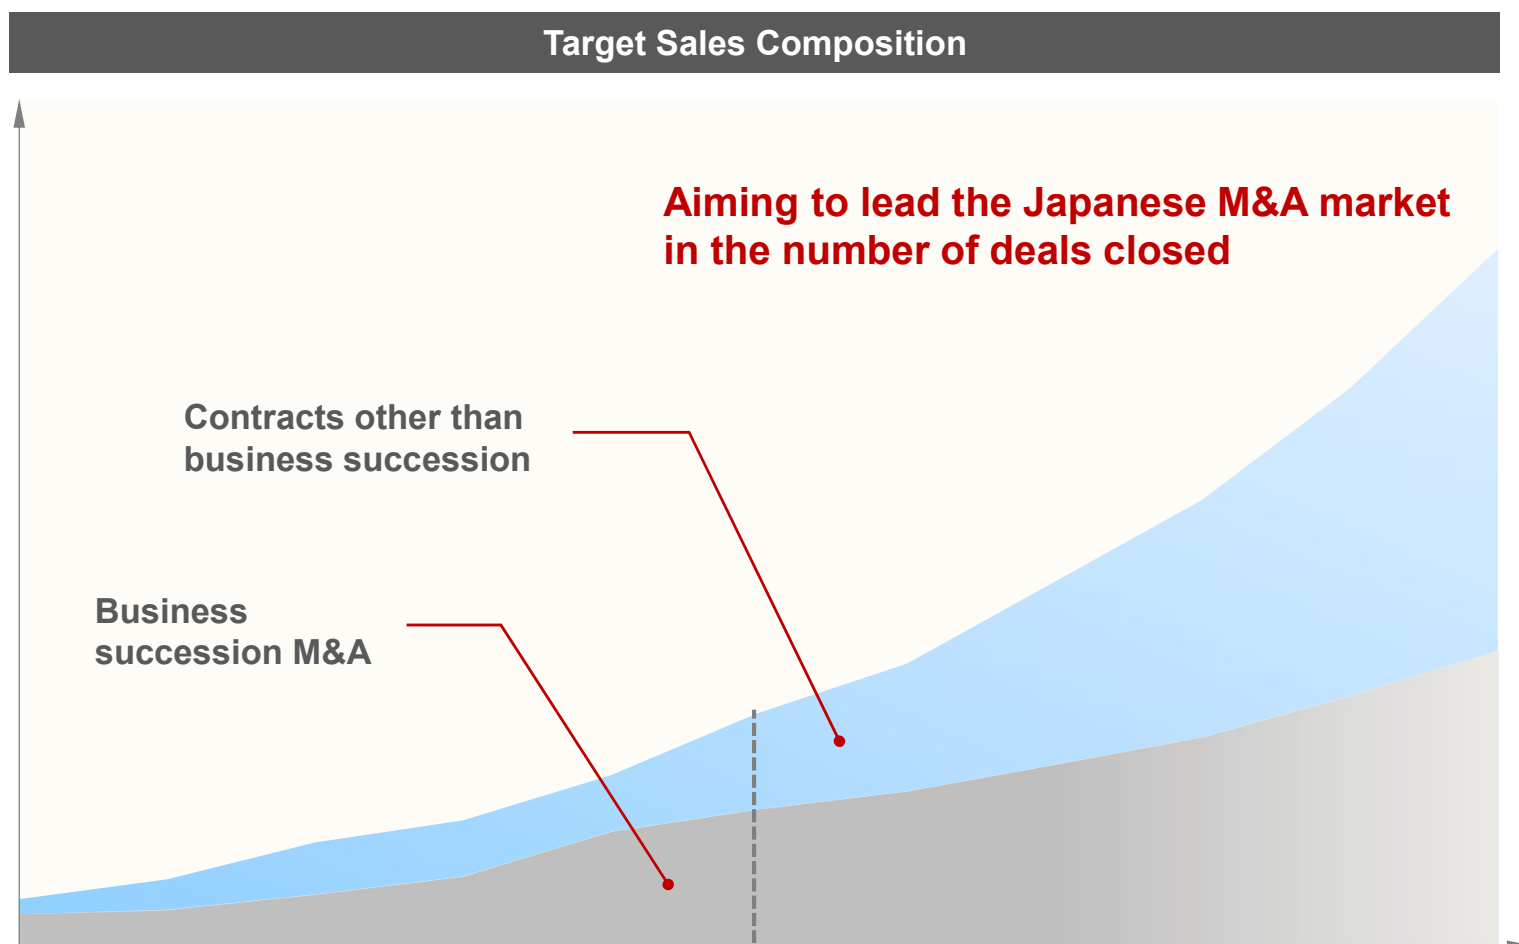 Target Sales Composition
Aiming to lead the Japanese M&A market
in the number of deals closed
Contracts other than
business succession
Business
succession M&A